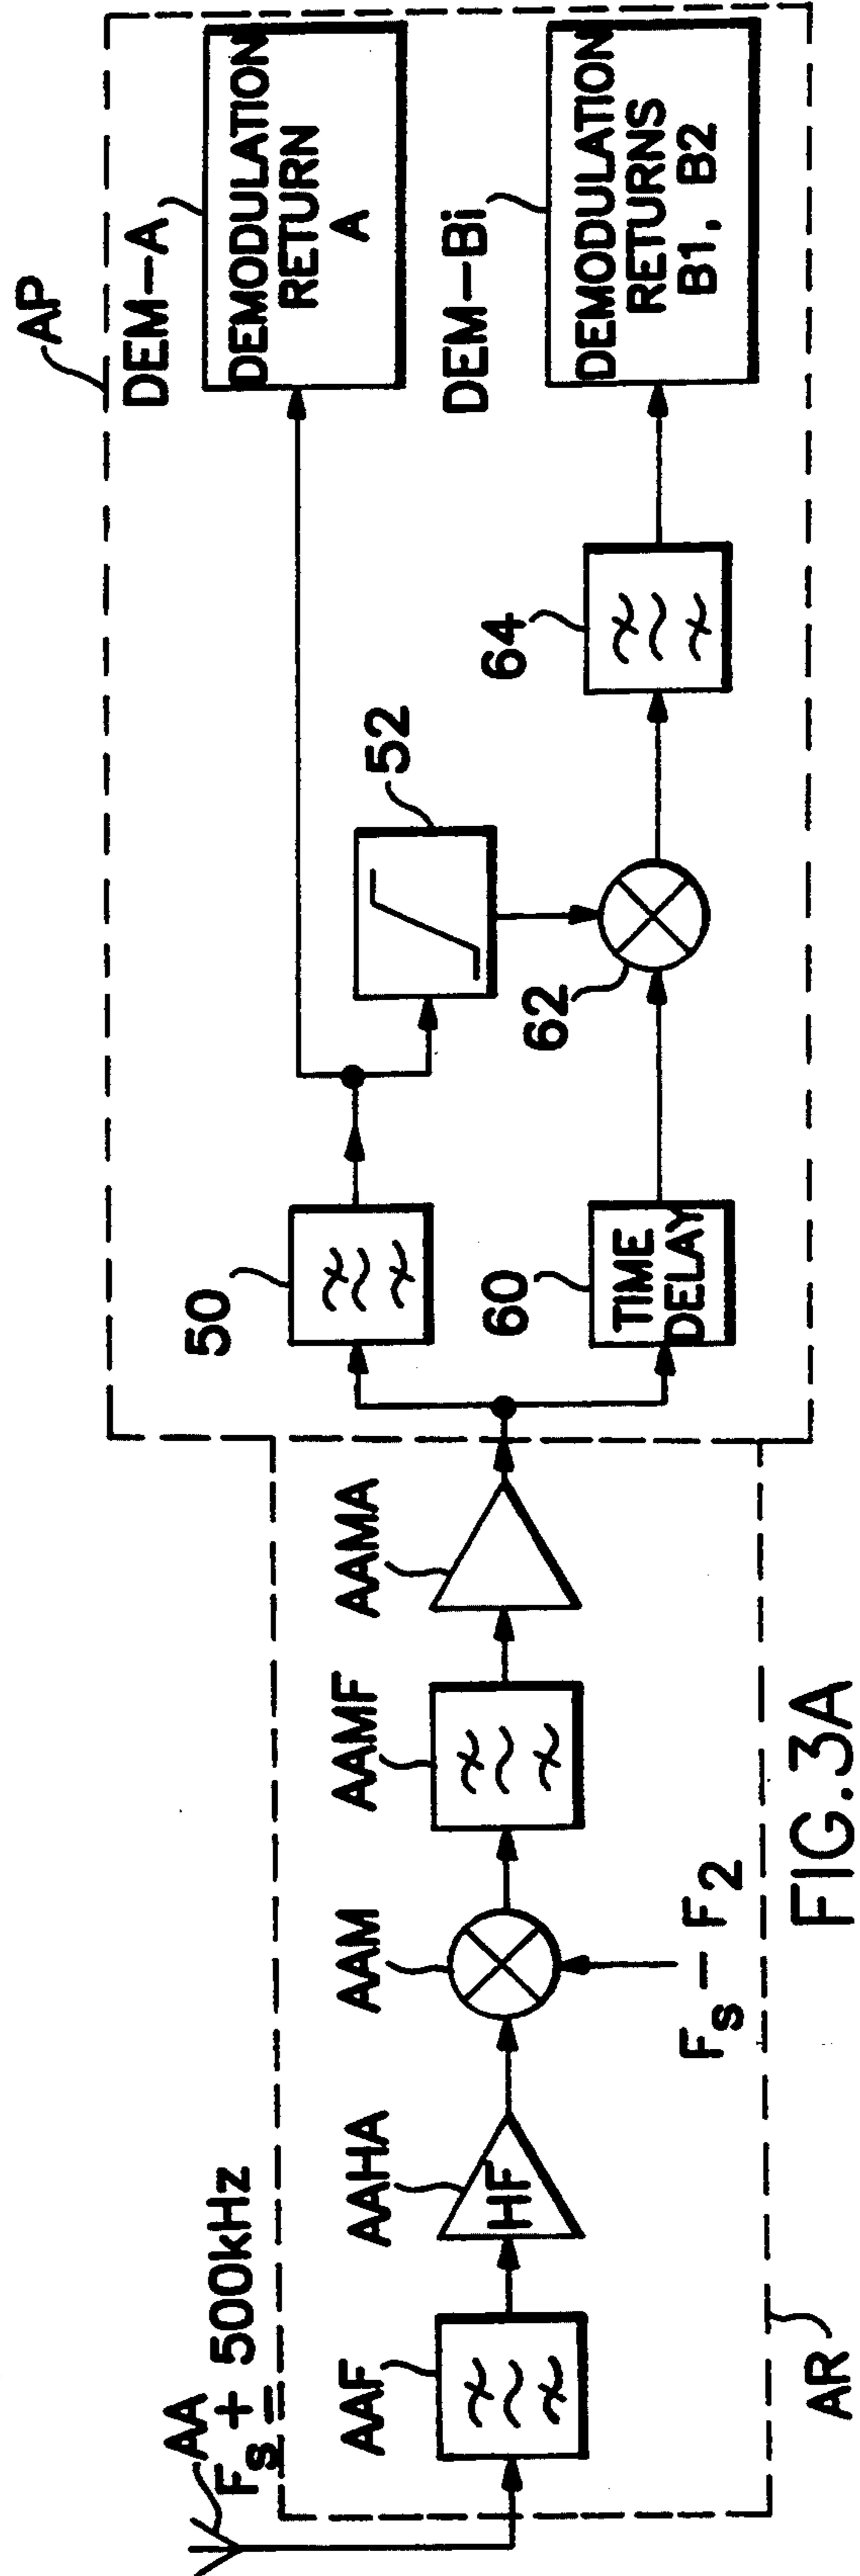 AP
DEM-A
DEMODULATION
RETURN
A
DEM-Bi
DEMODULATION
RETURNS
B1, B2
50
52
60
TIME
DELAY
62
64
AA
Fs ± 500kHz
AAF
AAHA
HF
AAM
Fs - F2
AAMF
AAMA
AR
FIG.3A